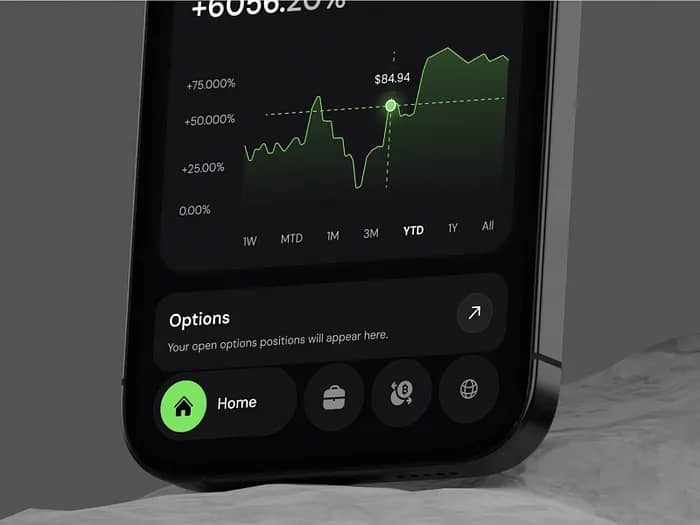 +6056.20%
+75.000%
$84.94
+50.000%
+25.00%
0.00%
1W MTD 1M 3M YTD 1Y All
Options
Your open options positions will appear here.
Home